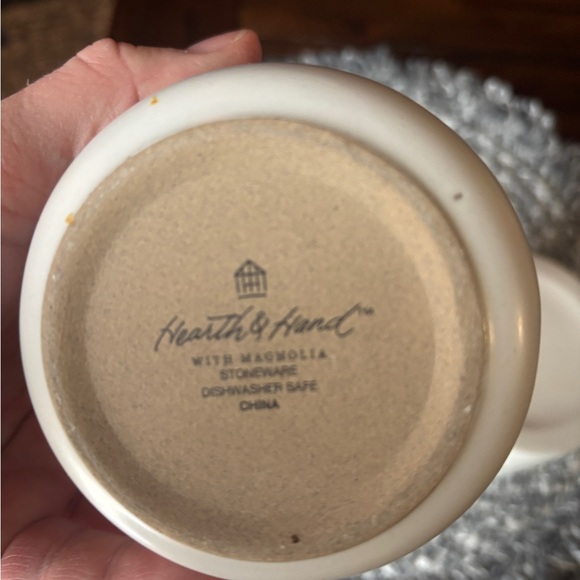 Hearth & Hand™
WITH MAGNOLIA
STONEWARE
DISHWASHER SAFE
CHINA